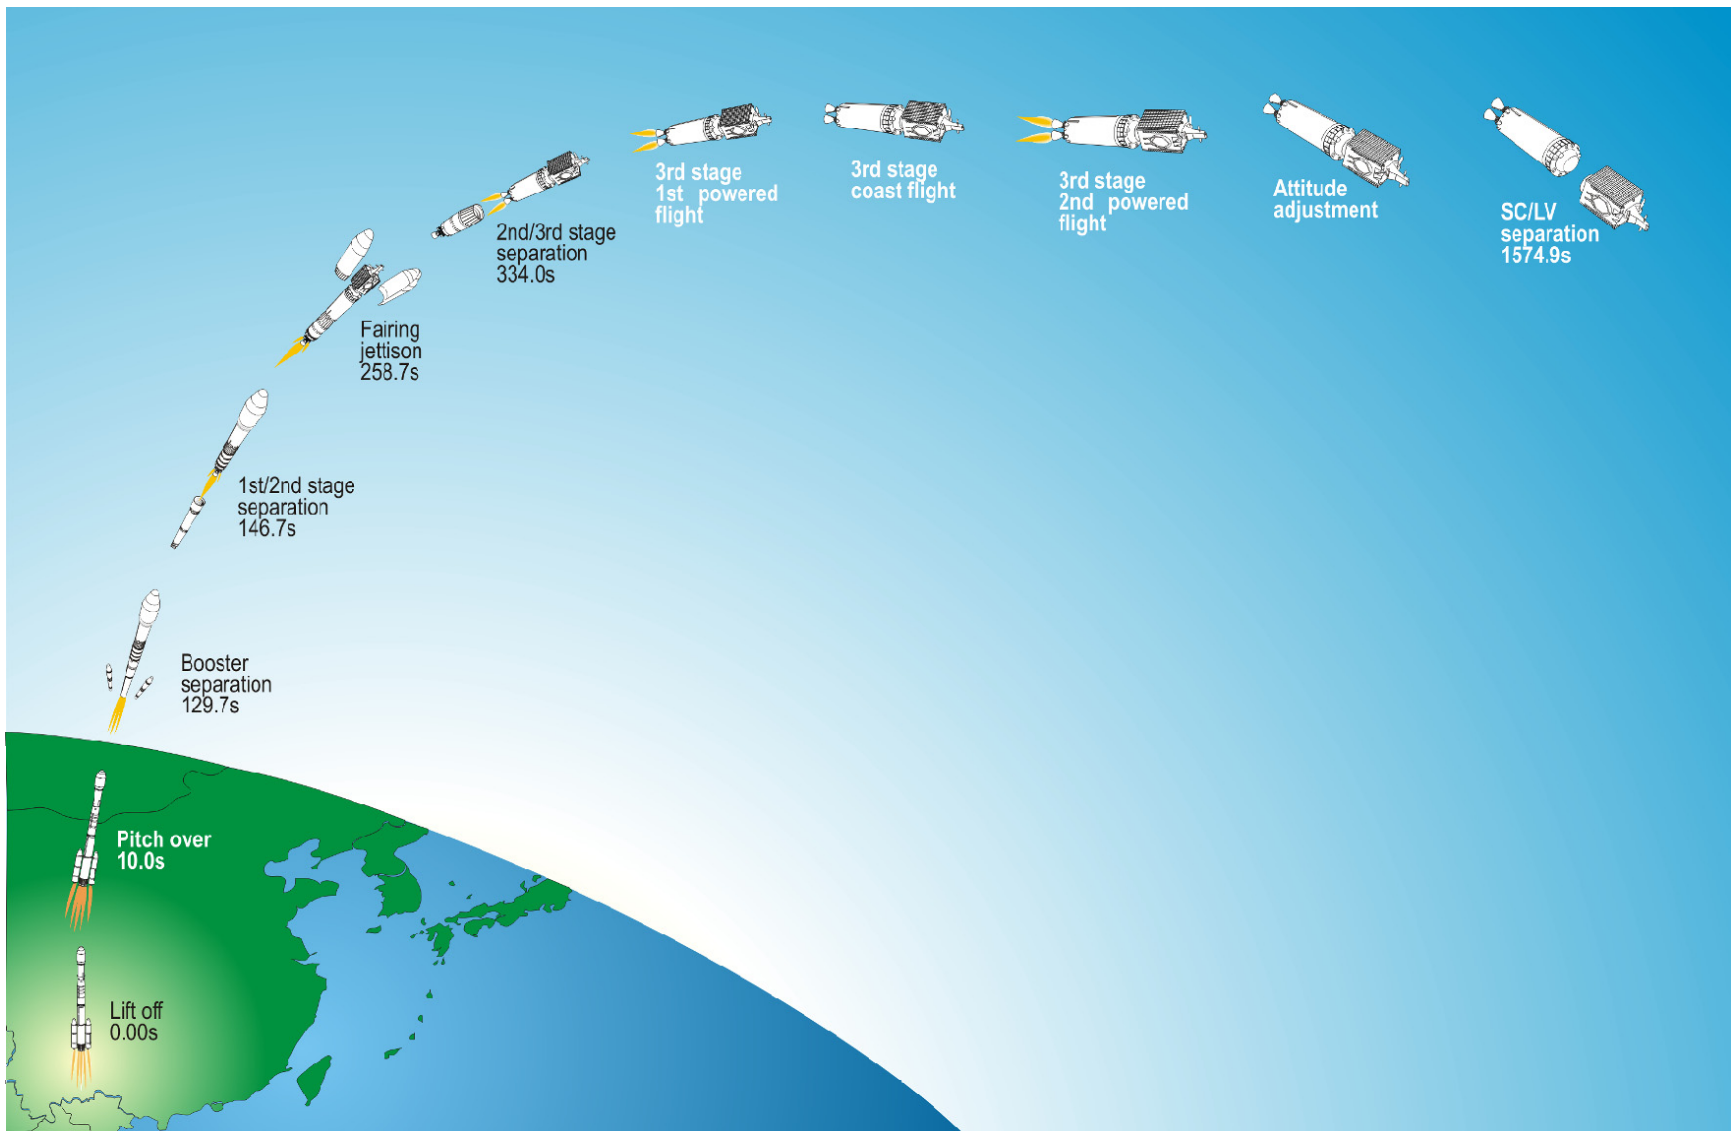 3rd stage
1st powered
flight
3rd stage
coast flight
3rd stage
2nd powered
flight
Attitude
adjustment
SC/LV
separation
1574.9s
2nd/3rd stage
separation
334.0s
Fairing
jettison
258.7s
1st/2nd stage
separation
146.7s
Booster
separation
129.7s
Pitch over
10.0s
Lift off
0.00s